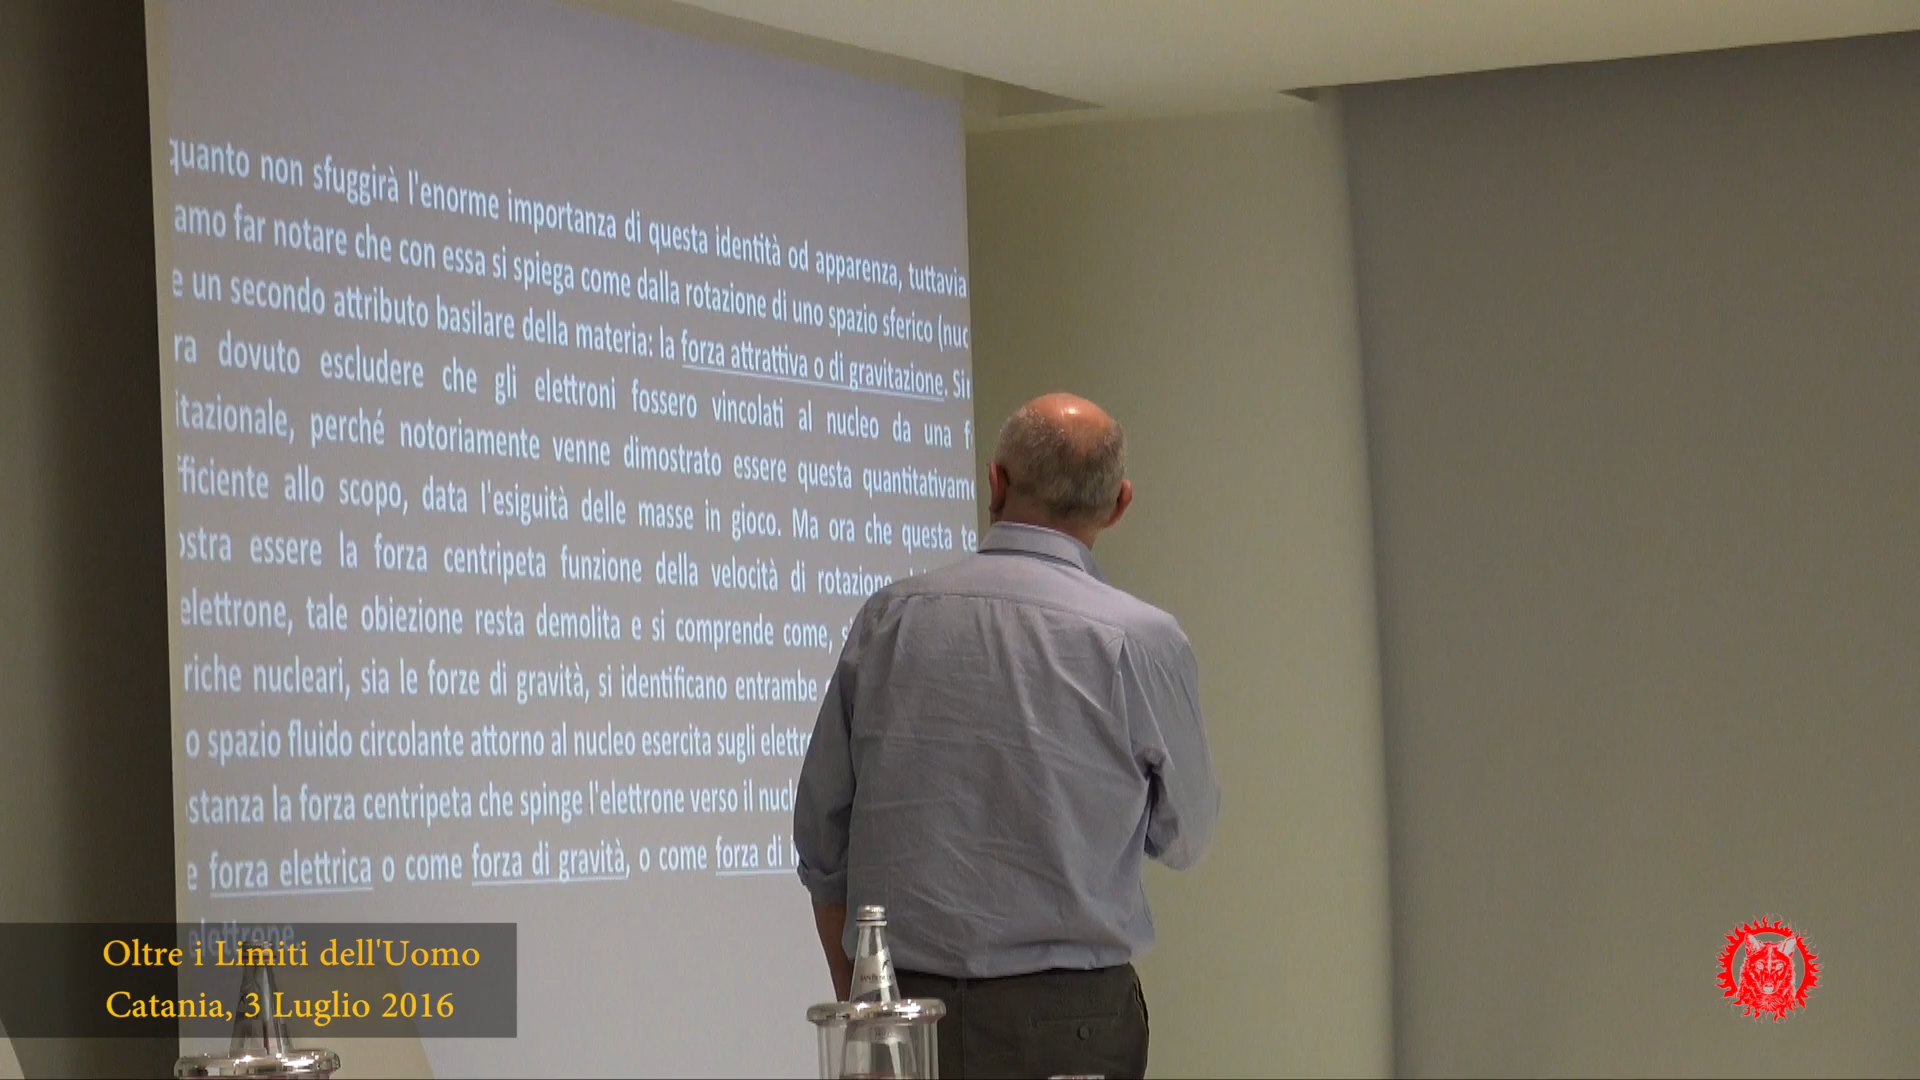 quanto non sfuggirà l'enorme importanza di questa identità od apparenza, tuttavia
amo far notare che con essa si spiega come dalla rotazione di uno spazio sferico (nuc
e un secondo attributo basilare della materia: la forza attrattiva o di gravitazione. Sin
ra dovuto escludere che gli elettroni fossero vincolati al nucleo da una f
itazionale, perché notoriamente venne dimostrato essere questa quantitativame
fficiente allo scopo, data l'esiguità delle masse in gioco. Ma ora che questa te
ostra essere la forza centripeta funzione della velocità di rotazione
elettrone, tale obiezione resta demolita e si comprende come,
riche nucleari, sia le forze di gravità, si identificano entrambe
o spazio fluido circolante attorno al nucleo esercita sugli elettr
stanza la forza centripeta che spinge l'elettrone verso il nucl
e forza elettrica o come forza di gravità, o come forza di i
elettrone
Oltre i Limiti dell'Uomo
Catania, 3 Luglio 2016